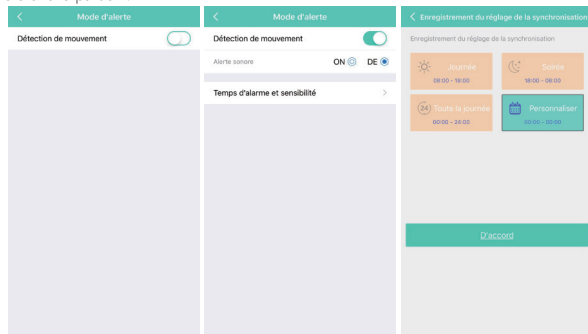 Mode d'alerte
Détection de mouvement
Mode d'alerte
Détection de mouvement
Alerte sonore ON DE
Temps d'alarme et sensibilité
Enregistrement du réglage de la synchronisation
Enregistrement du réglage de la synchronisation
Journée
08:00 - 18:00
Soirée
18:00 - 08:00
24 Toute la journée
00:00 - 24:00
Personnaliser
00:00 - 00:00
D'accord